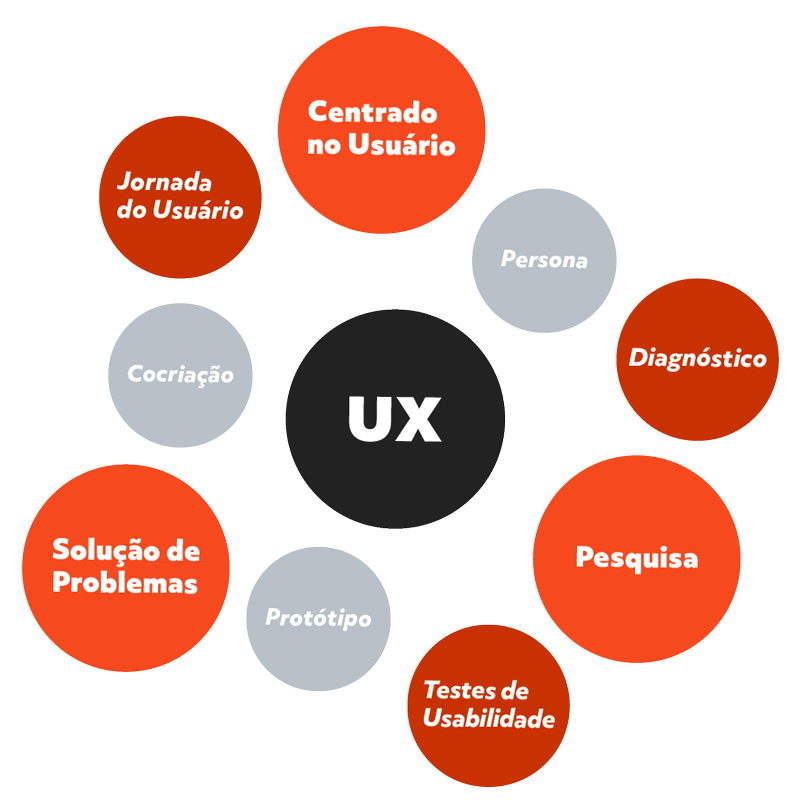 Centrado
no Usuário
Jornada
do Usuário
Persona
Diagnóstico
Cocriação
UX
Solução de
Problemas
Pesquisa
Protótipo
Testes de
Usabilidade